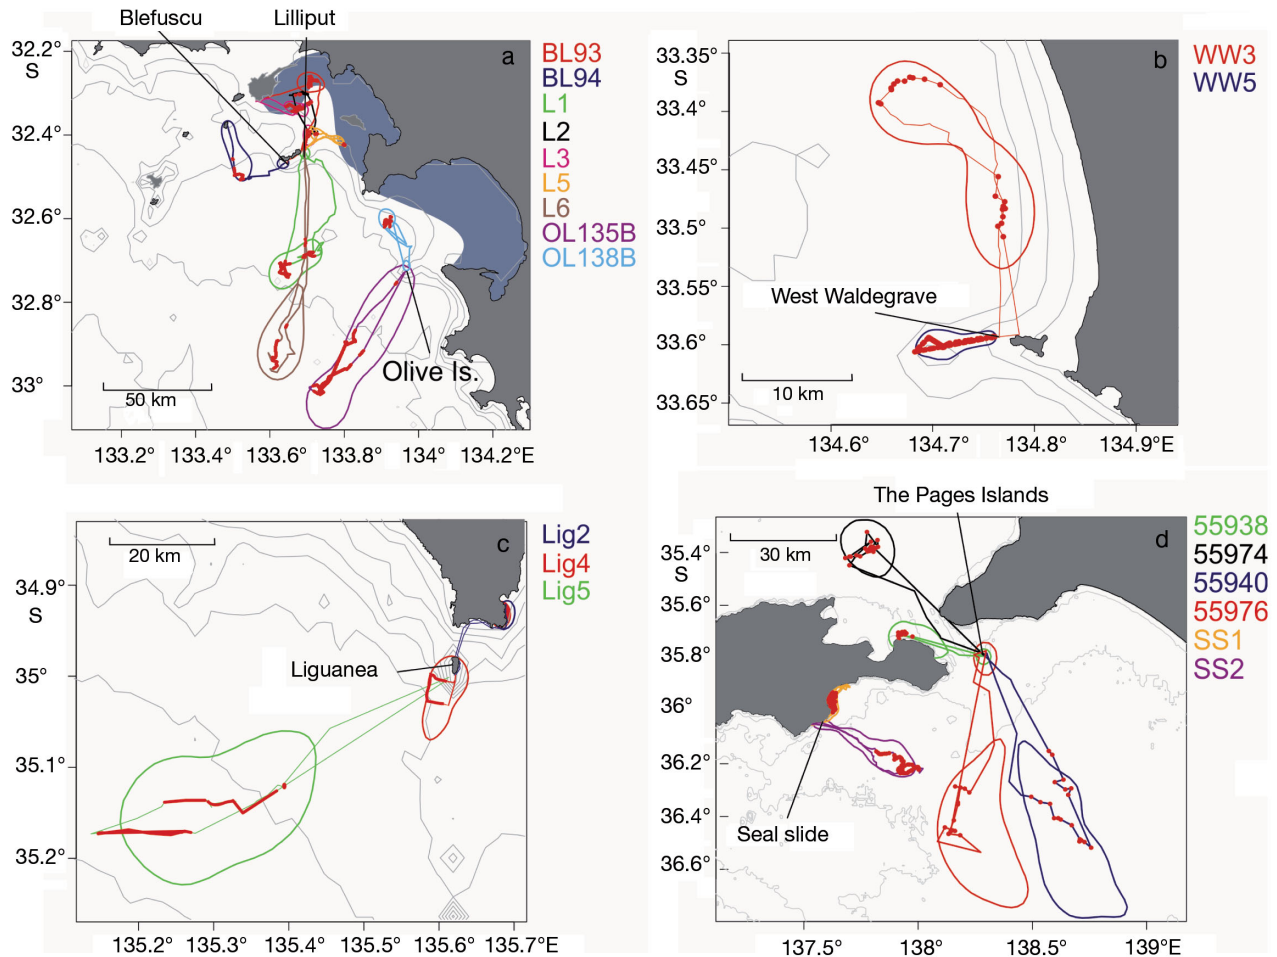 Blefuscu
Lilliput
a
32.2°
S
32.4°
32.6°
32.8°
33°
50 km
Olive Is.
133.2° 133.4° 133.6° 133.8° 134° 134.2°E
BL93
BL94
L1
L2
L3
L5
L6
OL135B
OL138B
b
33.35°
S
33.4°
33.45°
33.5°
33.55°
33.6°
33.65°
West Waldegrave
10 km
134.6° 134.7° 134.8° 134.9°E
WW3
WW5
c
20 km
34.9°
S
35°
35.1°
35.2°
Liguanea
135.2° 135.3° 135.4° 135.5° 135.6° 135.7°E
Lig2
Lig4
Lig5
The Pages Islands
d
30 km
35.4°
S
35.6°
35.8°
36°
36.2°
36.4°
36.6°
Seal slide
137.5° 138° 138.5° 139°E
55938
55974
55940
55976
SS1
SS2